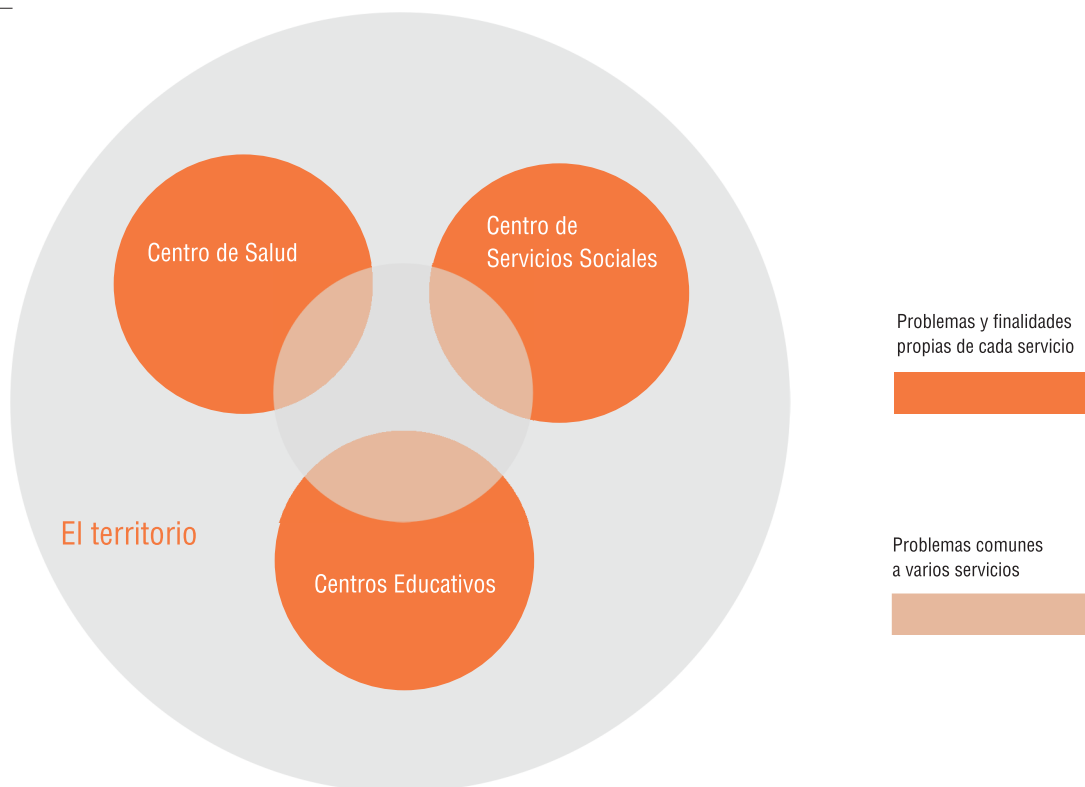 Centro de Salud
Centro de
Servicios Sociales
El territorio
Centros Educativos
Problemas y finalidades
propias de cada servicio
Problemas comunes
a varios servicios